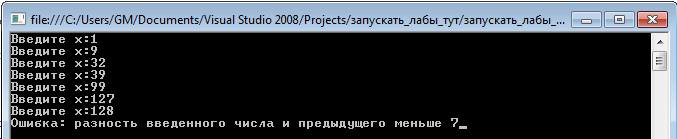 file:///C:/Users/GM/Documents/Visual Studio 2008/Projects/запускать_лабы_тут/запускать_лабы_...
Введите x:1
Введите x:9
Введите x:32
Введите x:39
Введите x:99
Введите x:127
Введите x:128
Ошибка: разность введенного числа и предыдущего меньше 7_